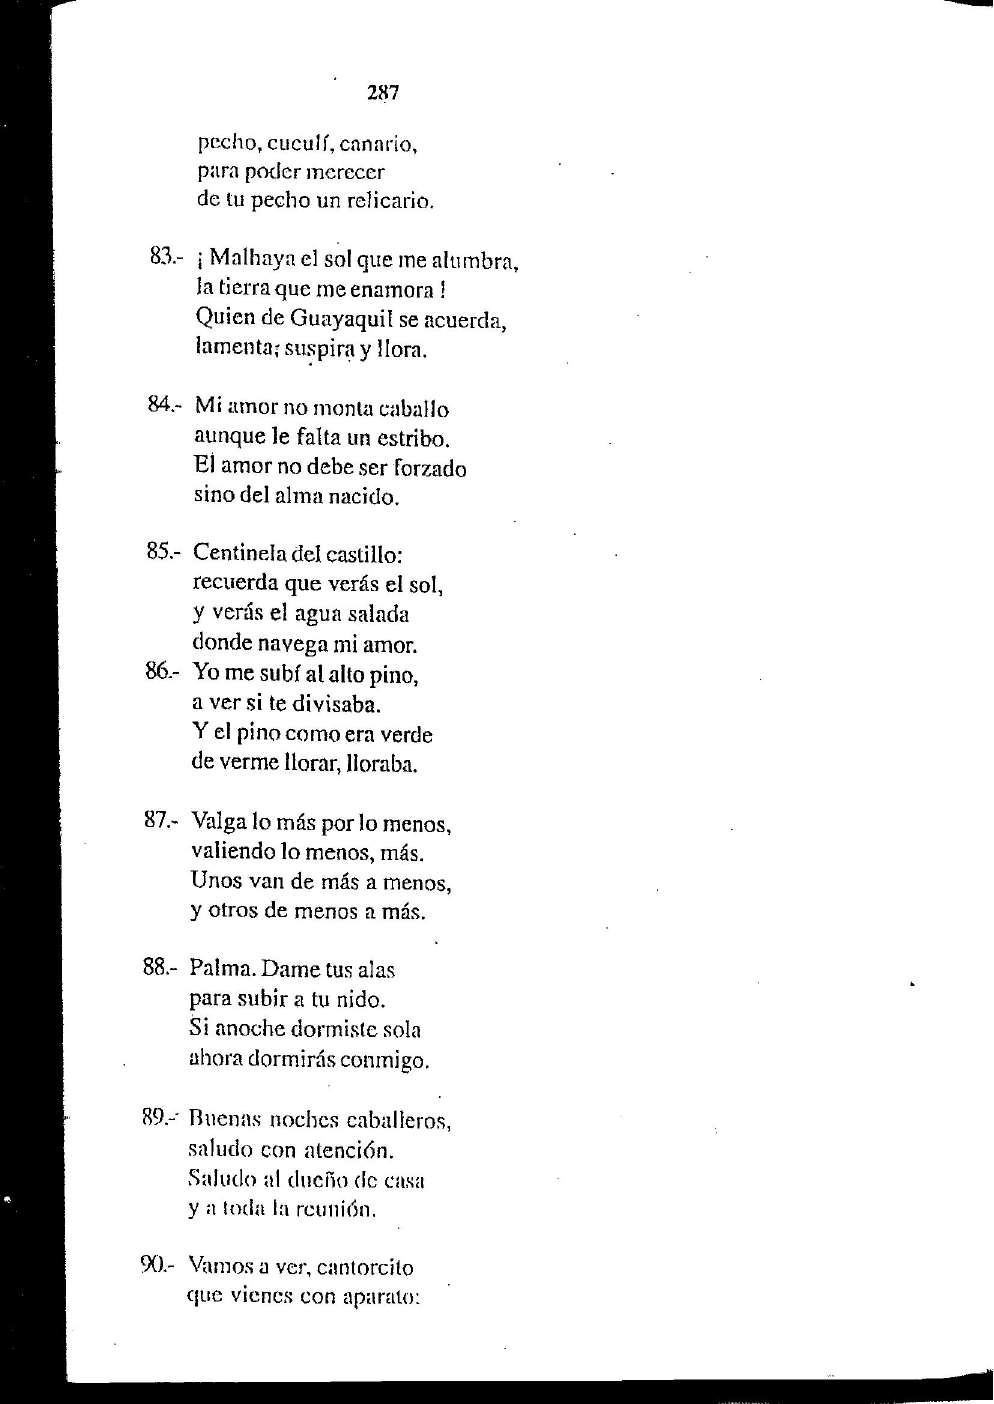 287
pecho, cuculí, canario,
para poder merecer
de tu pecho un relicario.
83.- ¡ Malhaya el sol que me alumbra,
la tierra que me enamora !
Quien de Guayaquil se acuerda,
lamenta; suspira y llora.
84.- Mi amor no monta caballo
aunque le falta un estribo.
El amor no debe ser forzado
sino del alma nacido.
85.- Centinela del castillo:
recuerda que verás el sol,
y verás el agua salada
donde navega mi amor.
86.- Yo me subí al alto pino,
a ver si te divisaba.
Y el pino como era verde
de verme llorar, lloraba.
87.- Valga lo más por lo menos,
valiendo lo menos, más.
Unos van de más a menos,
y otros de menos a más.
88.- Palma. Dame tus alas
para subir a tu nido.
Si anoche dormiste sola
ahora dormirás conmigo.
89.- Buenas noches caballeros,
saludo con atención.
Saludo al dueño de casa
y a toda la reunión.
90.- Vamos a ver, cantorcito
que vienes con aparato: